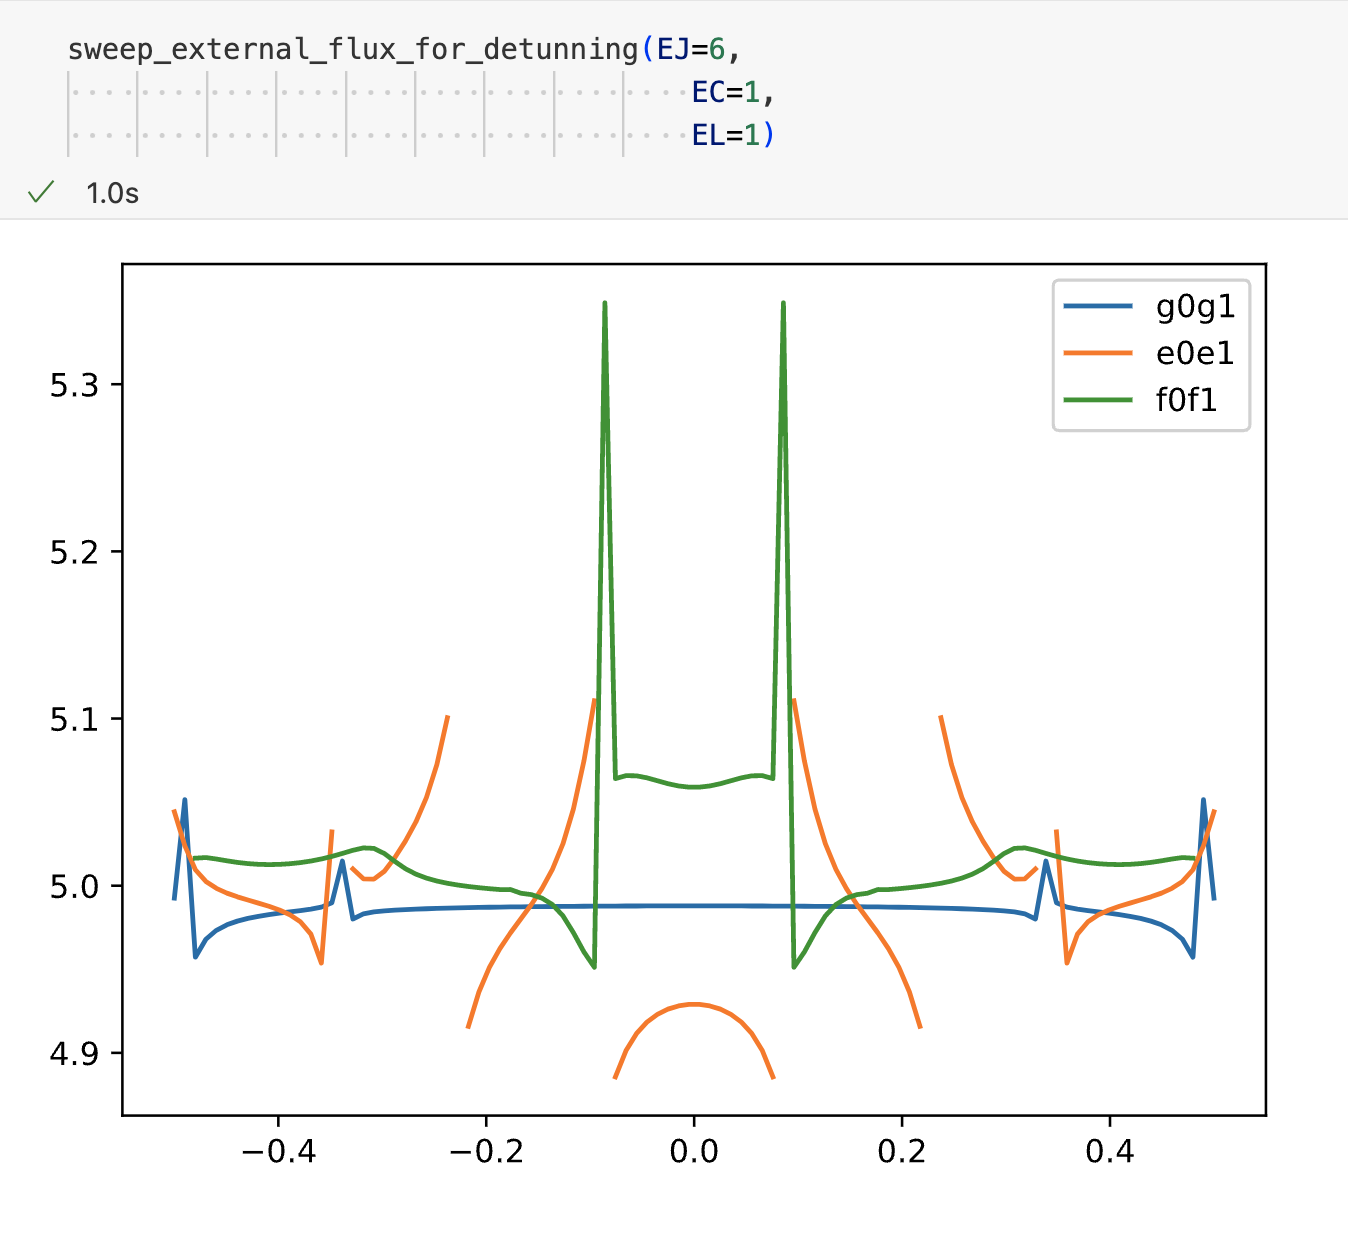 sweep_external_flux_for_detunning(EJ=6,
EC=1,
EL=1)
1.0s
g0g1
e0e1
f0f1
5.3
5.2
5.1
5.0
4.9
−0.4
−0.2
0.0
0.2
0.4